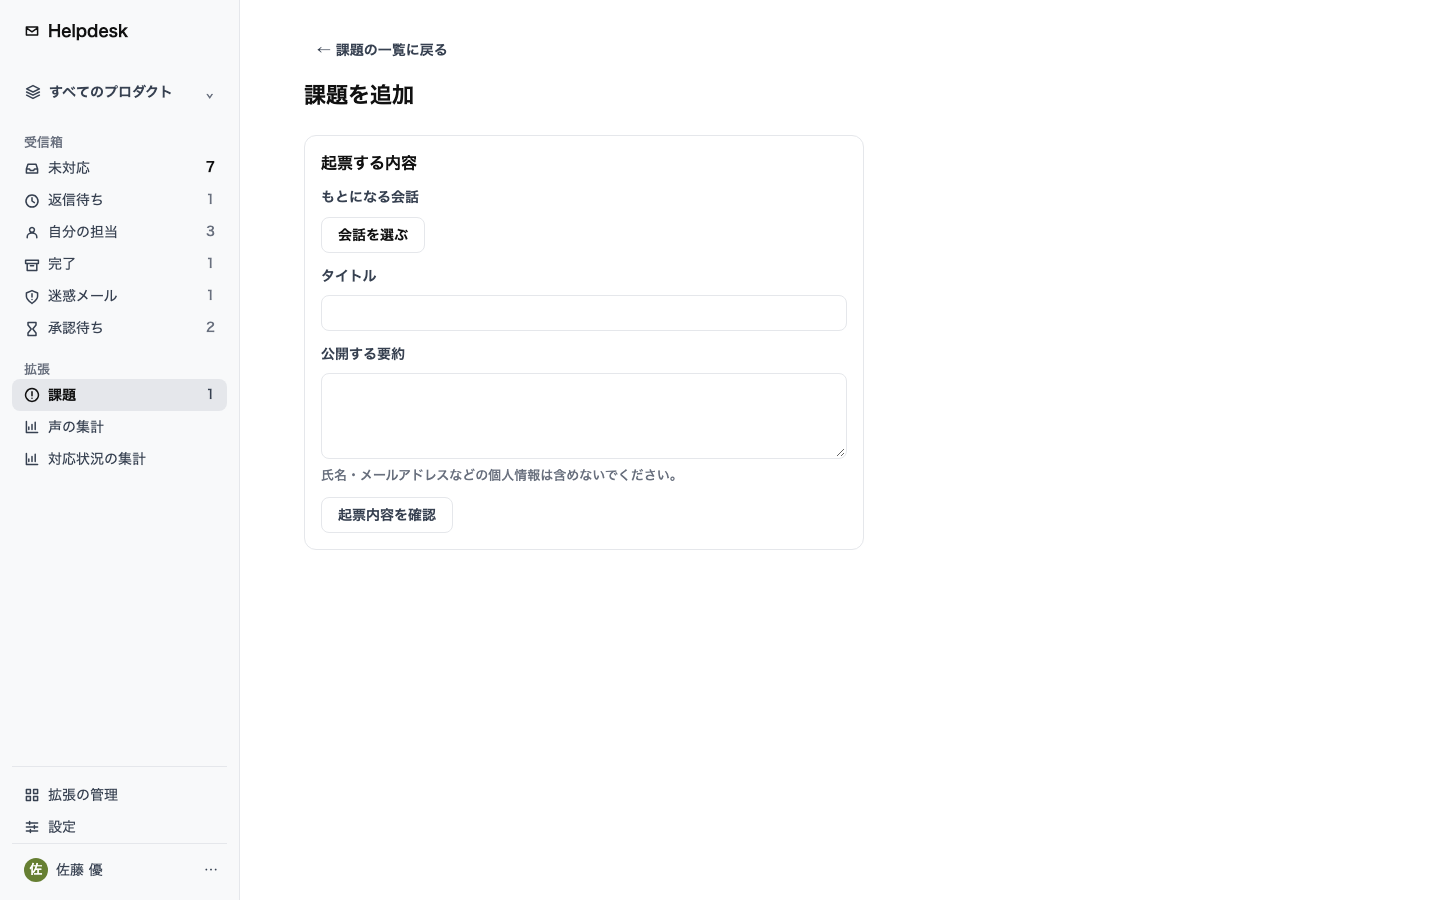 Helpdesk
すべてのプロダクト
受信箱
未対応 7
返信待ち 1
自分の担当 3
完了 1
迷惑メール 1
承認待ち 2
拡張
課題 1
声の集計
対応状況の集計
拡張の管理
設定
佐 佐藤 優 …
← 課題の一覧に戻る
課題を追加
起票する内容
もとになる会話
会話を選ぶ
タイトル
公開する要約
氏名・メールアドレスなどの個人情報は含めないでください。
起票内容を確認